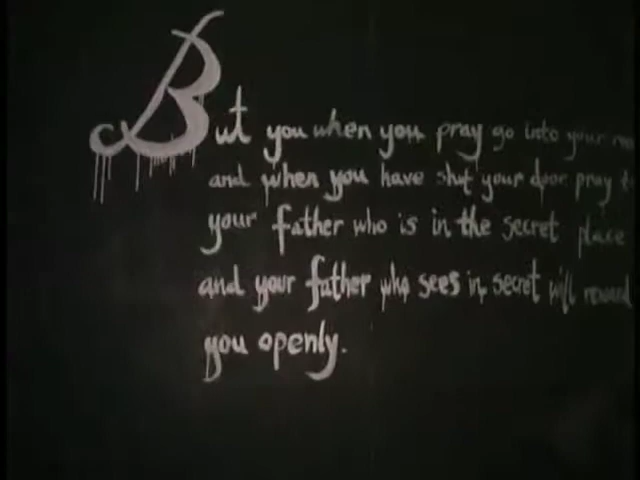 But you when you pray go into your
and when you have shut your door pray
your father who is in the secret place
and your father who sees in secret will reward
you openly.